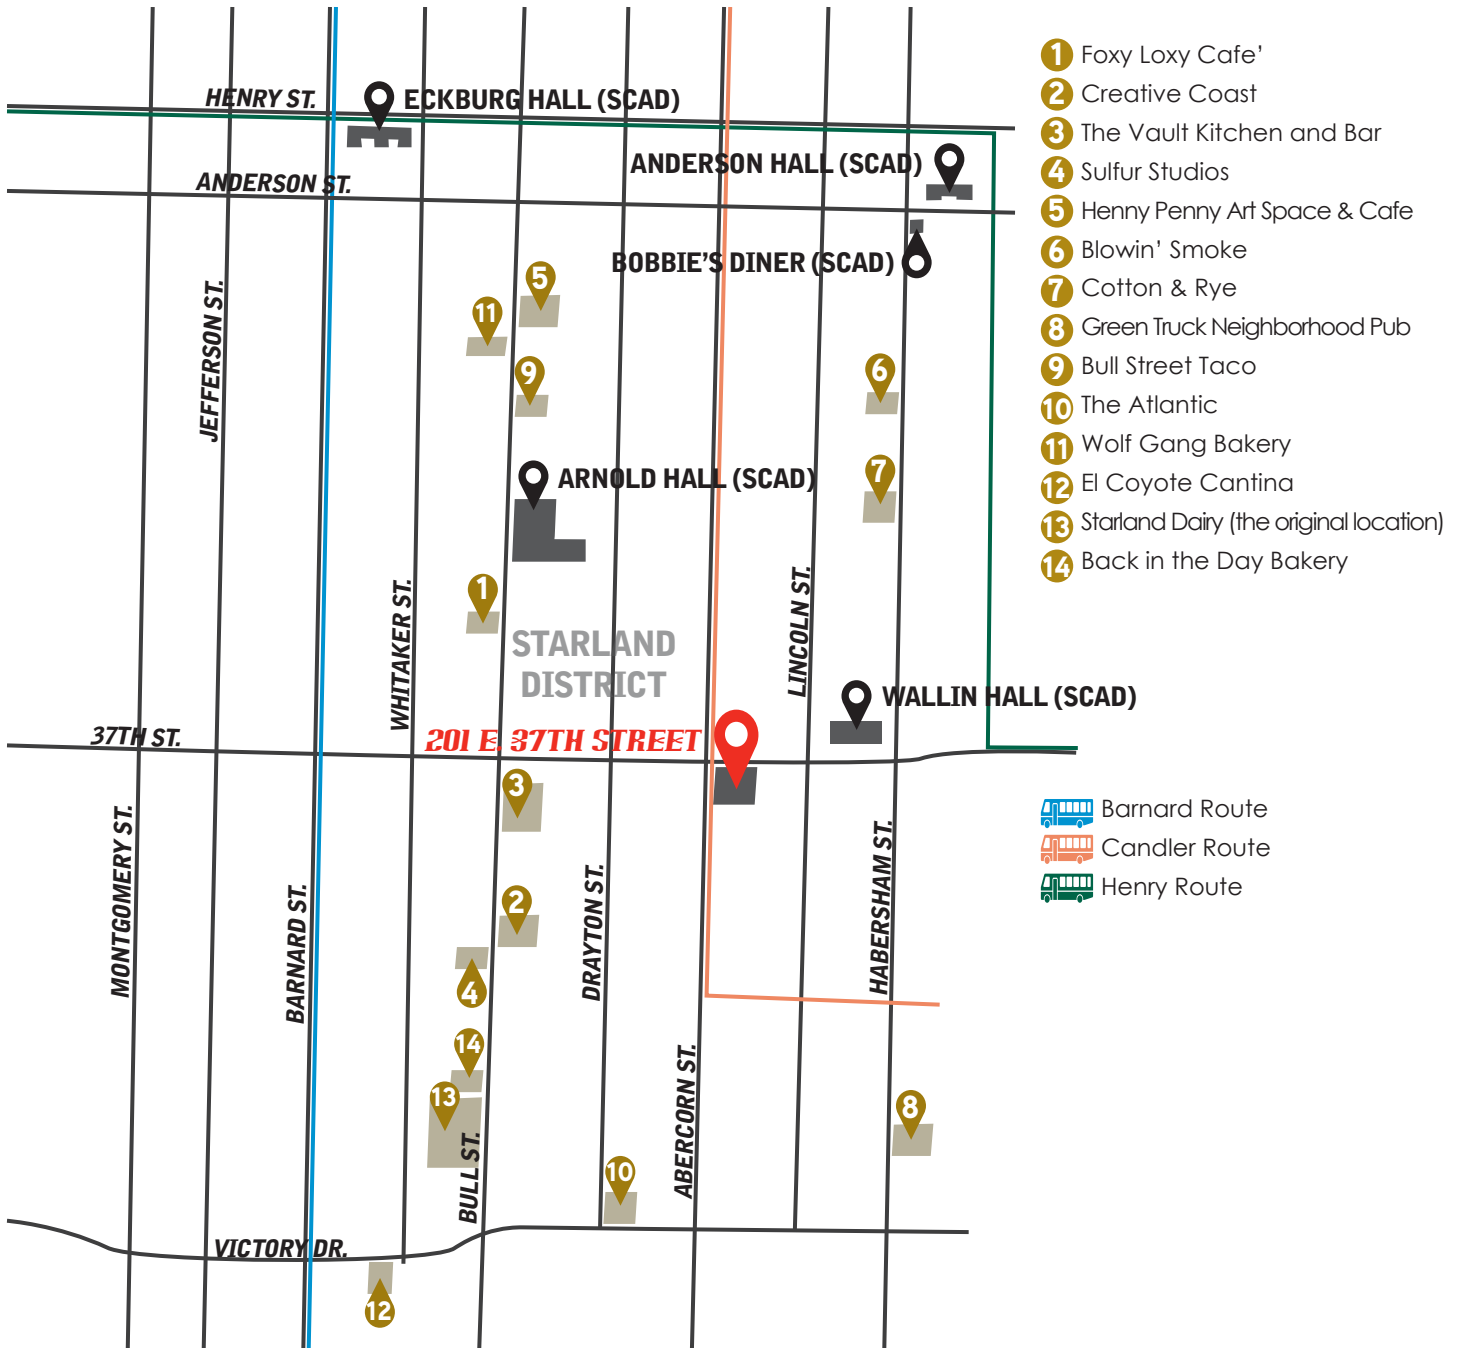 HENRY ST.
ECKBURG HALL (SCAD)
ANDERSON HALL (SCAD)
ANDERSON ST.
BOBBIE'S DINER (SCAD)
5
11
JEFFERSON ST.
9
6
7
ARNOLD HALL (SCAD)
1
WHITAKER ST.
STARLAND
DISTRICT
LINCOLN ST.
WALLIN HALL (SCAD)
37TH ST.
201 E. 37TH STREET
3
MONTGOMERY ST.
BARNARD ST.
2
DRAYTON ST.
HABERSHAM ST.
4
14
13
BULL ST.
ABERCORN ST.
8
10
VICTORY DR.
12
1 Foxy Loxy Cafe'
2 Creative Coast
3 The Vault Kitchen and Bar
4 Sulfur Studios
5 Henny Penny Art Space & Cafe
6 Blowin' Smoke
7 Cotton & Rye
8 Green Truck Neighborhood Pub
9 Bull Street Taco
10 The Atlantic
11 Wolf Gang Bakery
12 El Coyote Cantina
13 Starland Dairy (the original location)
14 Back in the Day Bakery
Barnard Route
Candler Route
Henry Route